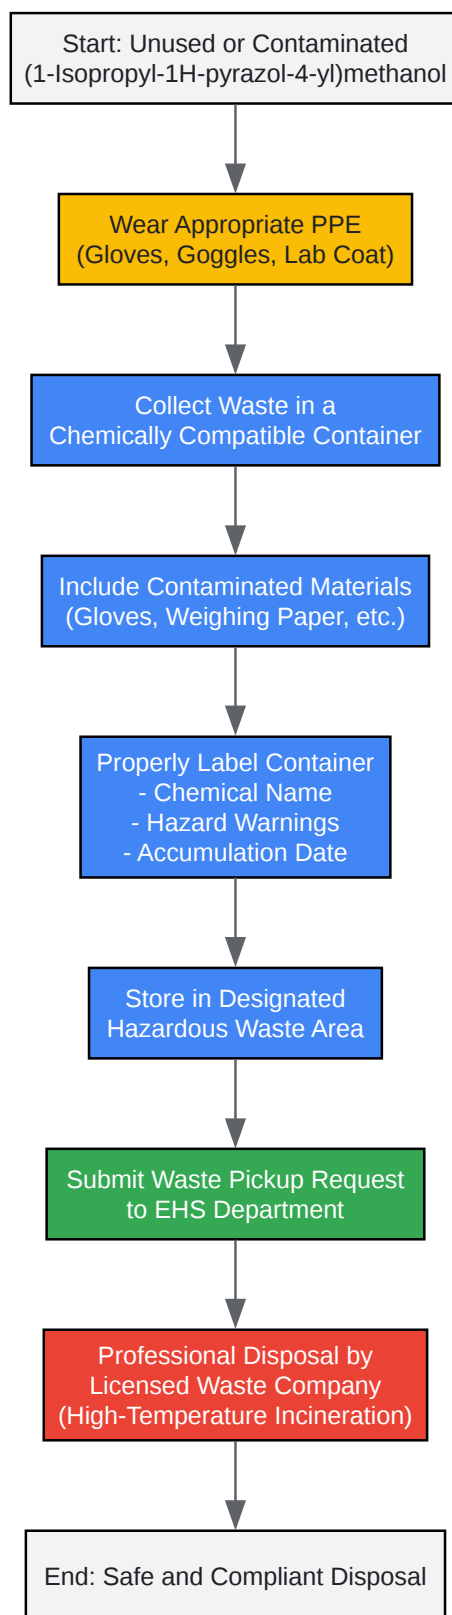 Start: Unused or Contaminated
(1-Isopropyl-1H-pyrazol-4-yl)methanol
Wear Appropriate PPE
(Gloves, Goggles, Lab Coat)
Collect Waste in a
Chemically Compatible Container
Include Contaminated Materials
(Gloves, Weighing Paper, etc.)
Properly Label Container
- Chemical Name
- Hazard Warnings
- Accumulation Date
Store in Designated
Hazardous Waste Area
Submit Waste Pickup Request
to EHS Department
Professional Disposal by
Licensed Waste Company
(High-Temperature Incineration)
End: Safe and Compliant Disposal